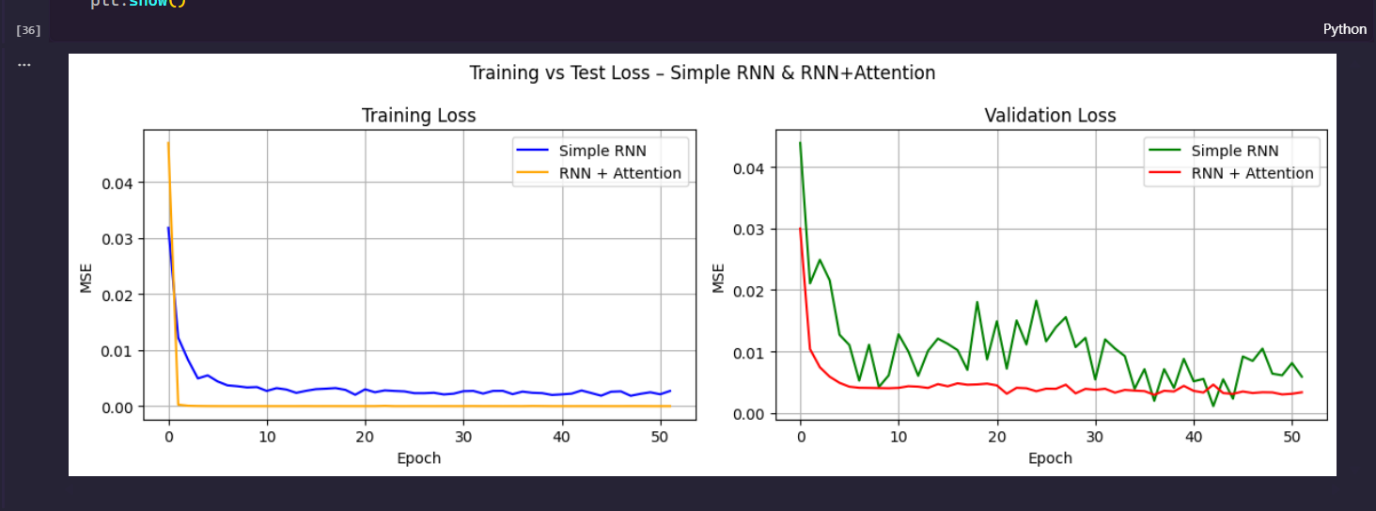 plt.show()
[36]
Python
...
Training vs Test Loss – Simple RNN & RNN+Attention
Training Loss
Simple RNN
RNN + Attention
0.04
0.03
0.02
0.01
0.00
MSE
0
10
20
30
40
50
Epoch
Validation Loss
Simple RNN
RNN + Attention
0.04
0.03
0.02
0.01
0.00
MSE
0
10
20
30
40
50
Epoch